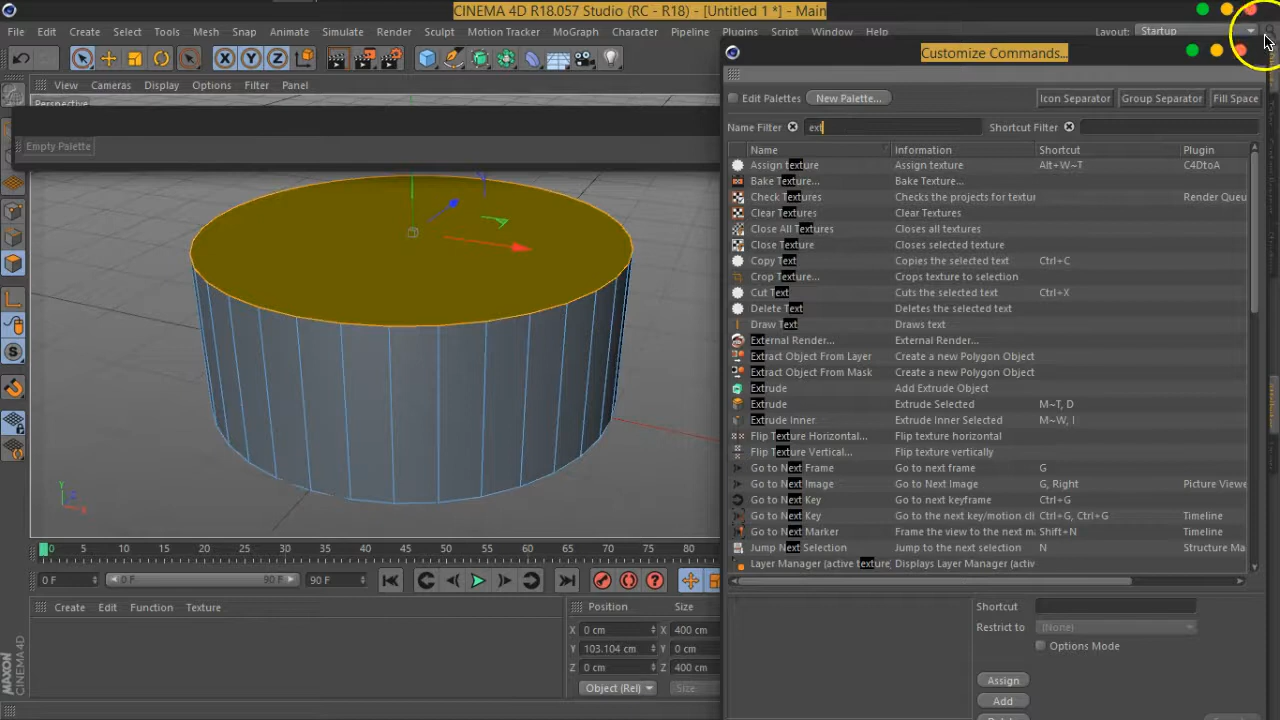 CINEMA 4D R18.057 Studio (RC - R18) - [Untitled 1 *] - Main
File Edit Create Select Tools Mesh Snap Animate Simulate Render Sculpt Motion Tracker MoGraph Character Pipeline Plugins Script Window Help Layout: Startup
Customize Commands...
View Cameras Display Options Filter Panel
Edit Palettes New Palette... Icon Separator Group Separator Fill Space
Perspective
Name Filter ext Shortcut Filter
Empty Palette
Name Information Shortcut Plugin
Assign texture Assign texture Alt+W~T C4DtoA
Bake Texture... Bake Texture...
Check Textures Checks the projects for textur Render Queu
Clear Textures Clear Textures
Close All Textures Closes all textures
Close Texture Closes selected texture
Copy Text Copies the selected text Ctrl+C
Crop Texture... Crops texture to selection
Cut Text Cuts the selected text Ctrl+X
Delete Text Deletes the selected text
Draw Text Draws text
External Render... External Render...
Extract Object From Layer Create a new Polygon Object
Extract Object From Mask Create a new Polygon Object
Extrude Add Extrude Object
Extrude Extrude Selected M~T, D
Extrude Inner Extrude Inner Selected M~W, I
Flip Texture Horizontal... Flip texture horizontal
Flip Texture Vertical... Flip texture vertically
Go to Next Frame Go to next frame G
Go to Next Image Go to Next Image G, Right Picture Viewe
Go to Next Key Go to next keyframe Ctrl+G
Go to Next Key Go to the next key/motion cli Ctrl+G, Ctrl+G Timeline
Go to Next Marker Frame the view to the next m Shift+N Timeline
Jump Next Selection Jump to the next selection N Structure Ma
Layer Manager (active texture Displays Layer Manager (activ
0 5 10 15 20 25 30 35 40 45 50 55 60 65 70 75 80
0 F 0 F 90 F 90 F
Create Edit Function Texture
Position Size
X 0 cm 400 cm
Y 103.104 cm 0 cm
Z 0 cm 400 cm
Object (Rel) Size
Shortcut
Restrict to (None)
Options Mode
Assign
Add
MAXON CINEMA 4D
X Y Z
Y